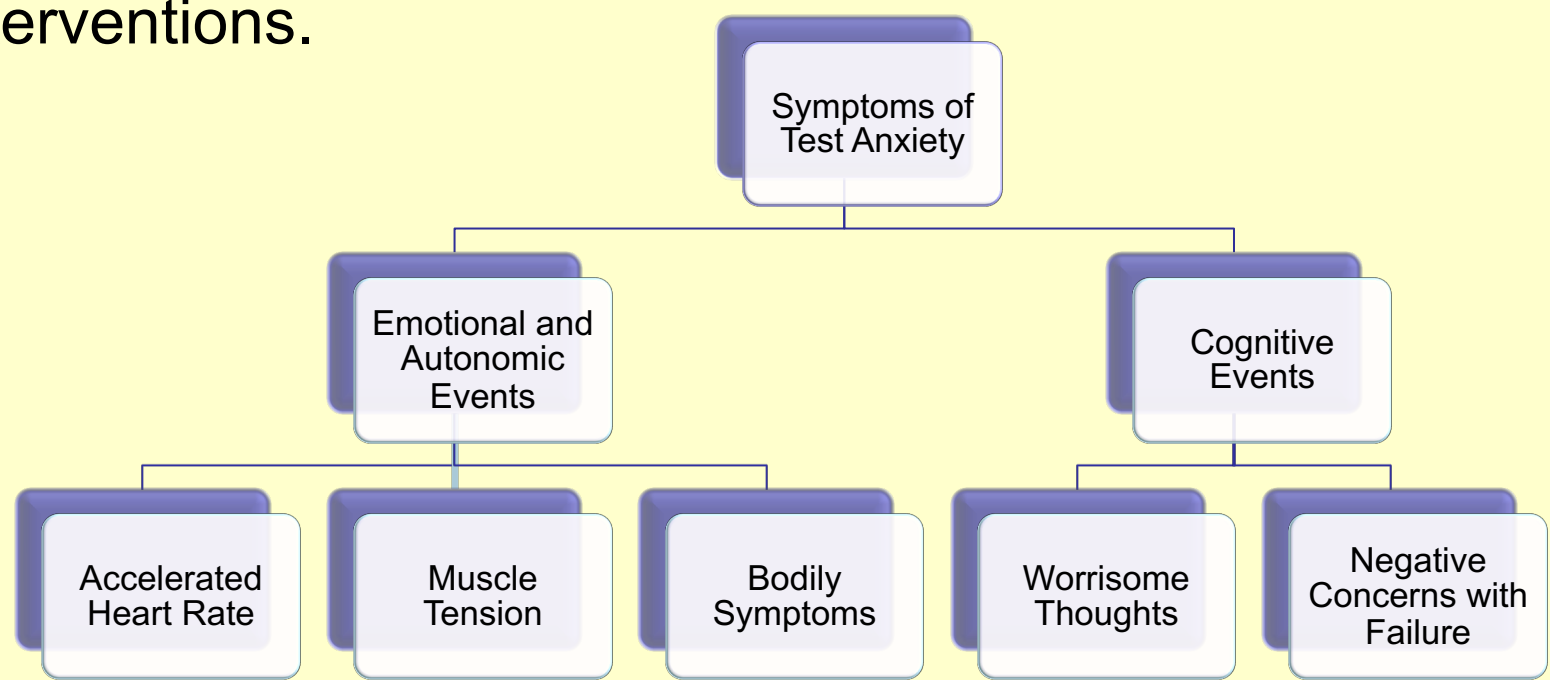 erventions.
Symptoms of
Test Anxiety
Emotional and
Autonomic
Events
Cognitive
Events
Accelerated
Heart Rate
Muscle
Tension
Bodily
Symptoms
Worrisome
Thoughts
Negative
Concerns with
Failure